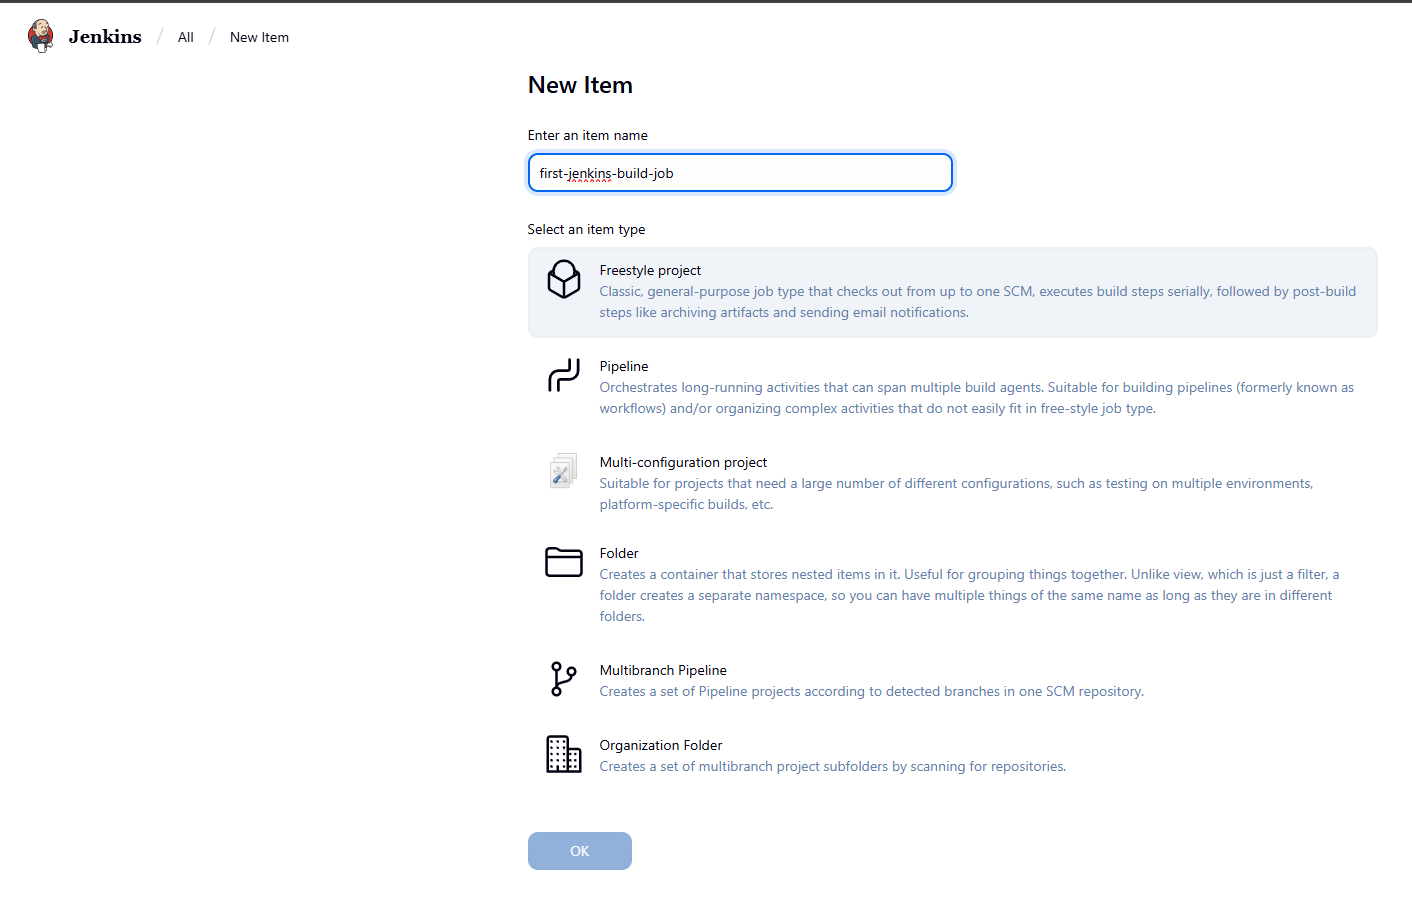 Jenkins / All / New Item
New Item
Enter an item name
first-jenkins-build-job
Select an item type
Freestyle project
Classic, general-purpose job type that checks out from up to one SCM, executes build steps serially, followed by post-build
steps like archiving artifacts and sending email notifications.
Pipeline
Orchestrates long-running activities that can span multiple build agents. Suitable for building pipelines (formerly known as
workflows) and/or organizing complex activities that do not easily fit in free-style job type.
Multi-configuration project
Suitable for projects that need a large number of different configurations, such as testing on multiple environments,
platform-specific builds, etc.
Folder
Creates a container that stores nested items in it. Useful for grouping things together. Unlike view, which is just a filter, a
folder creates a separate namespace, so you can have multiple things of the same name as long as they are in different
folders.
Multibranch Pipeline
Creates a set of Pipeline projects according to detected branches in one SCM repository.
Organization Folder
Creates a set of multibranch project subfolders by scanning for repositories.
OK